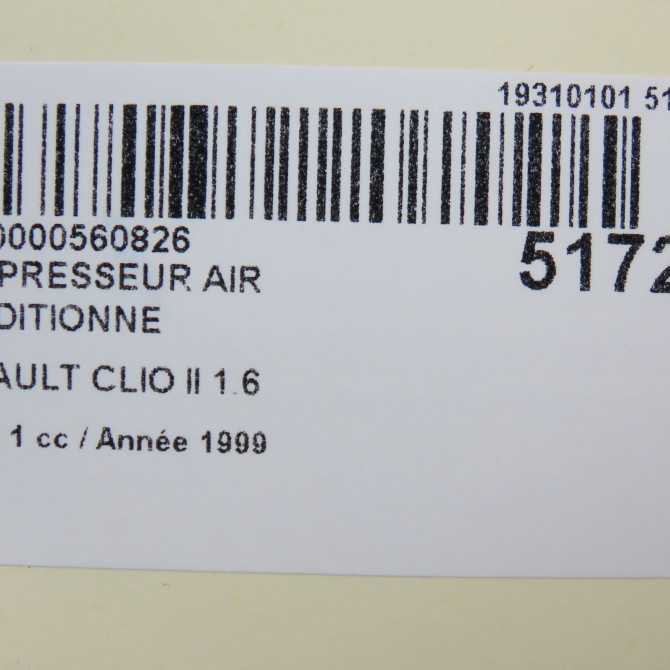 19310101 51
0000560826
5172
PRESSEUR AIR
DITIONNE
AULT CLIO II 1.6
1 cc / Année 1999